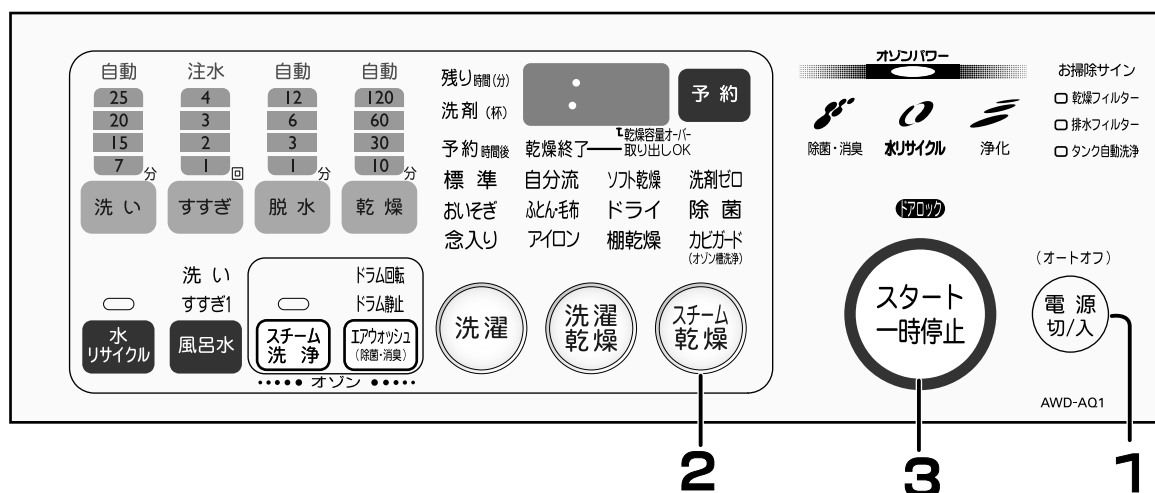 自動 注水 自動 自動
25 4 12 120
20 3 6 60
15 2 3 30
7 分 1 回 1 分 10 分
洗い すすぎ 脱水 乾燥
残り時間(分)
洗剤(杯)
予約
乾燥容量オーバー
予約時間後 乾燥終了 取り出しOK
標準 自分流 ソフト乾燥 洗剤ゼロ
おいそぎ ふとん・毛布 ドライ 除菌
念入り アイロン 棚乾燥 カビガード
(オゾン槽洗浄)
洗い
すすぎ1
ドラム回転
ドラム静止
水
リサイクル
風呂水
スチーム
洗浄
エアウォッシュ
(除菌・消臭)
オゾン
洗濯
洗濯
乾燥
スチーム
乾燥
オゾンパワー
除菌・消臭 水リサイクル 浄化
お掃除サイン
乾燥フィルター
排水フィルター
タンク自動洗浄
ドアロック
スタート
一時停止
(オートオフ)
電源
切/入
AWD-AQ1
2
3
1